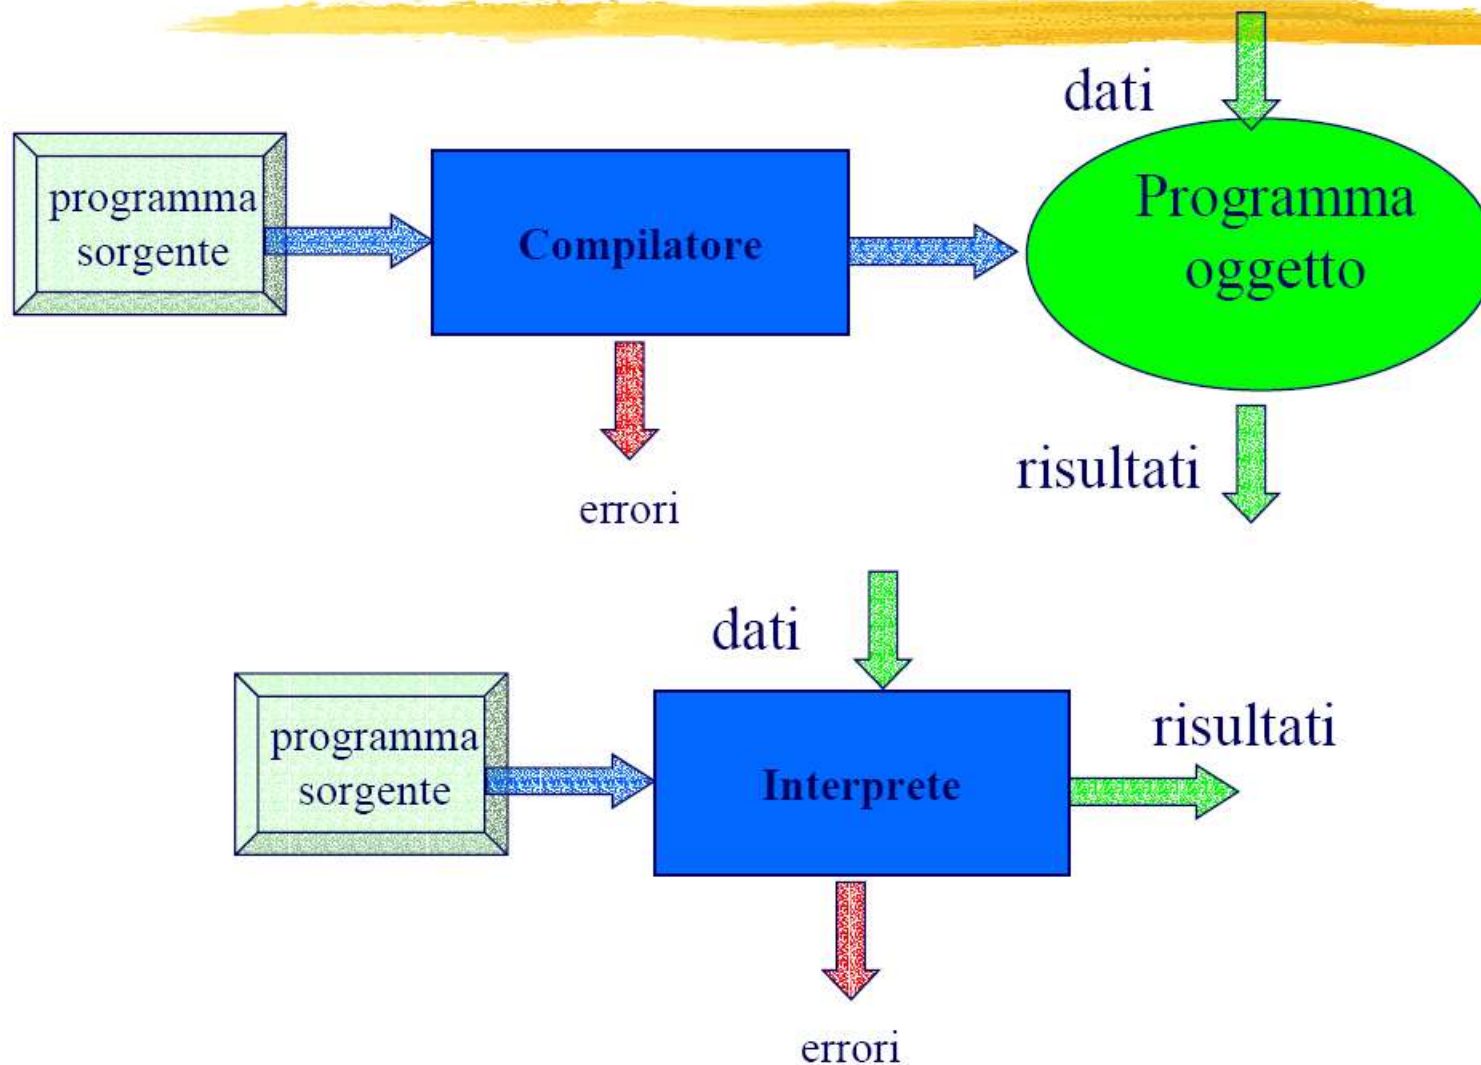 dati
programma
sorgente
Compilatore
Programma
oggetto
errori
risultati
dati
programma
sorgente
Interprete
risultati
errori